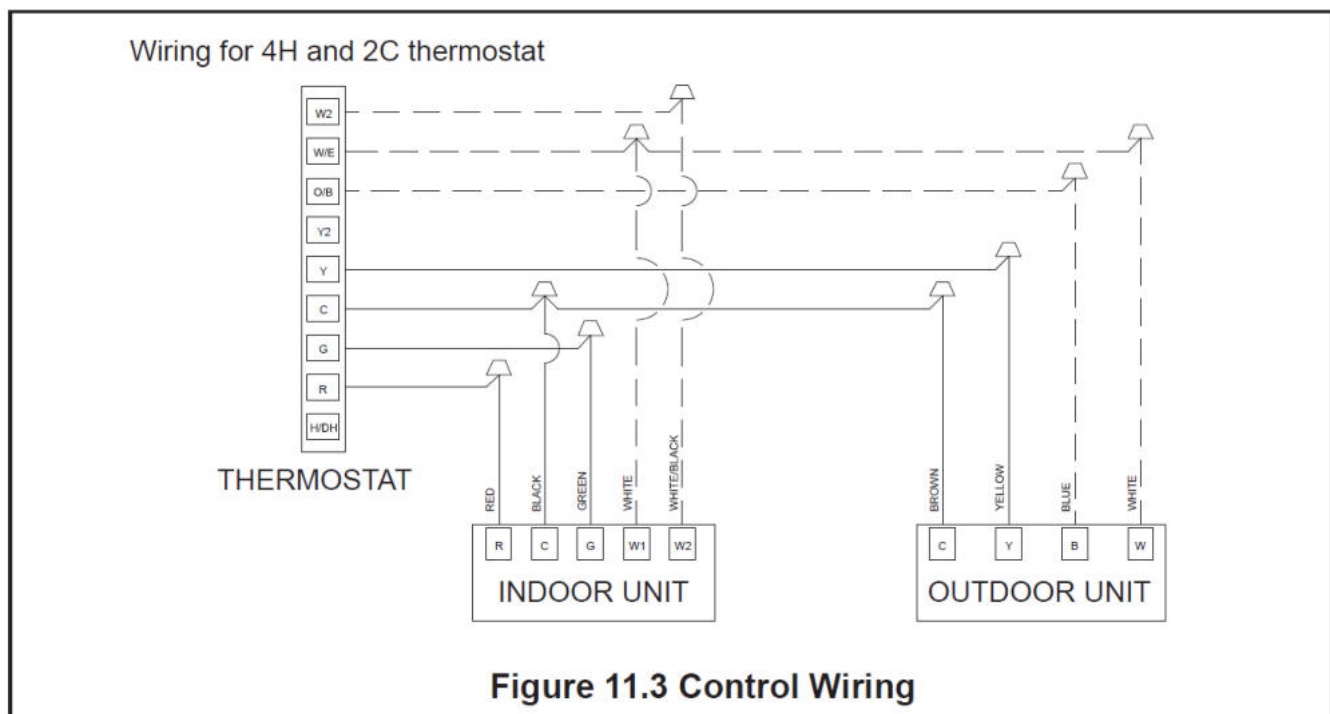 Wiring for 4H and 2C thermostat
W2
W/E
O/B
Y2
Y
C
G
R
H/DH
THERMOSTAT
RED
BLACK
GREEN
WHITE
WHITE/BLACK
BROWN
YELLOW
BLUE
WHITE
R C G W1 W2
C Y B W
INDOOR UNIT
OUTDOOR UNIT
Figure 11.3 Control Wiring